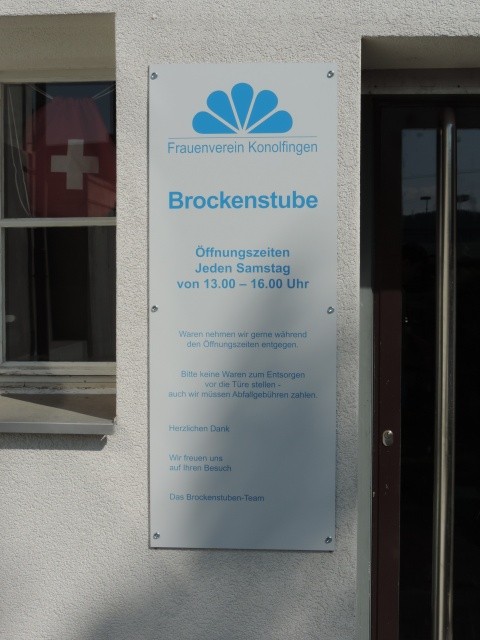 Frauenverein Konolfingen
Brockenstube
Öffnungszeiten
Jeden Samstag
von 13.00 – 16.00 Uhr
Waren nehmen wir gerne während
den Öffnungszeiten entgegen.
Bitte keine Waren zum Entsorgen
vor die Türe stellen -
auch wir müssen Abfallgebühren zahlen.
Herzlichen Dank
Wir freuen uns
auf Ihren Besuch
Das Brockenstuben-Team